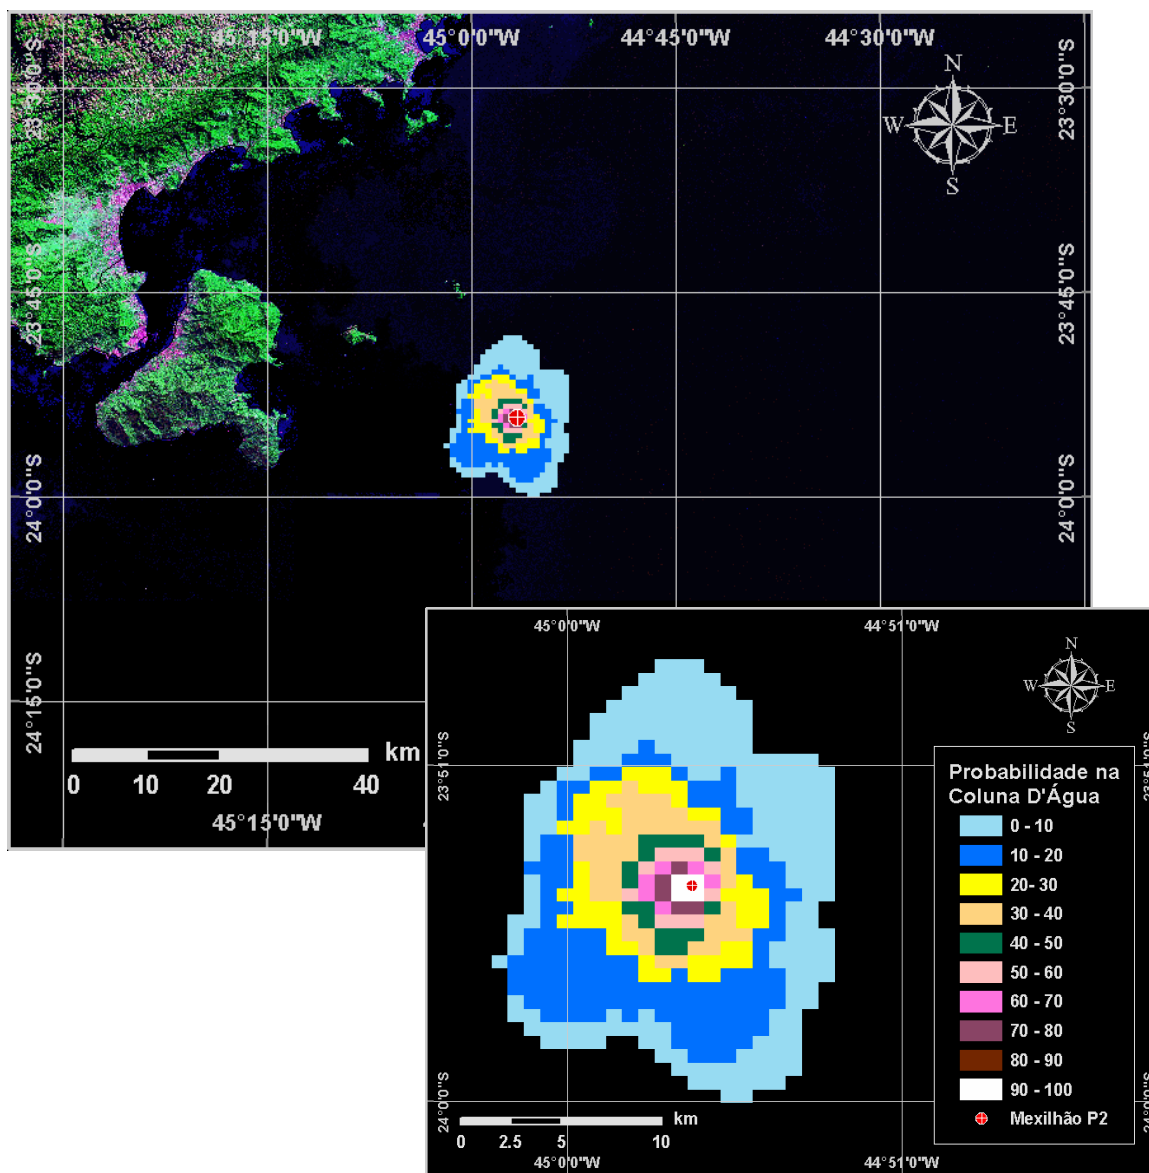 45°15'0"W
45°0'0"W
44°45'0"W
44°30'0"W
23°30'0"S
23°30'0"S
N
W
E
S
23°45'0"S
23°45'0"S
24°0'0"S
24°0'0"S
24°15'0"S
km
0
10
20
40
45°15'0"W
45°0'0"W
44°51'0"W
N
W
E
S
23°51'0"S
23°51'0"S
Probabilidade na
Coluna D'Água
0 - 10
10 - 20
20- 30
30 - 40
40 - 50
50 - 60
60 - 70
70 - 80
80 - 90
90 - 100
Mexilhão P2
24°0'0"S
km
0
2.5
5
10
45°0'0"W
44°51'0"W